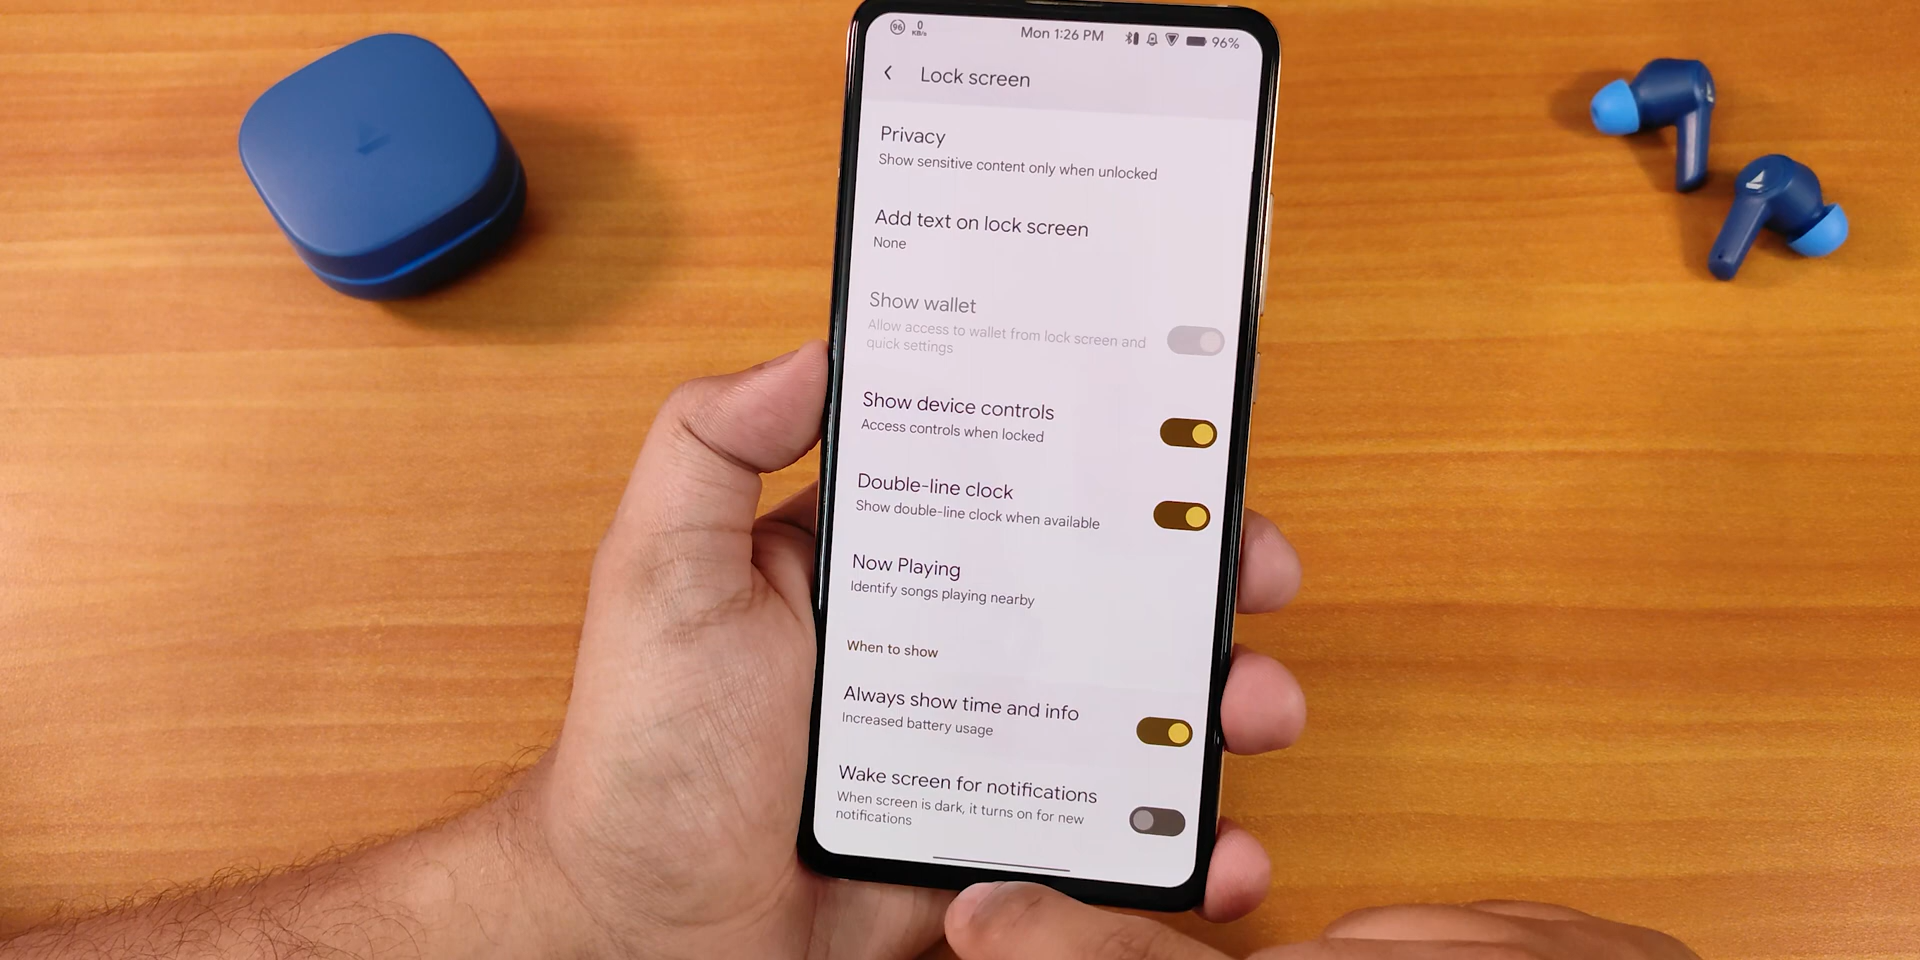 96
0
KB/s
Mon 1:26 PM
96%
Lock screen
Privacy
Show sensitive content only when unlocked
Add text on lock screen
None
Show wallet
Allow access to wallet from lock screen and
quick settings
Show device controls
Access controls when locked
Double-line clock
Show double-line clock when available
Now Playing
Identify songs playing nearby
When to show
Always show time and info
Increased battery usage
Wake screen for notifications
When screen is dark, it turns on for new
notifications